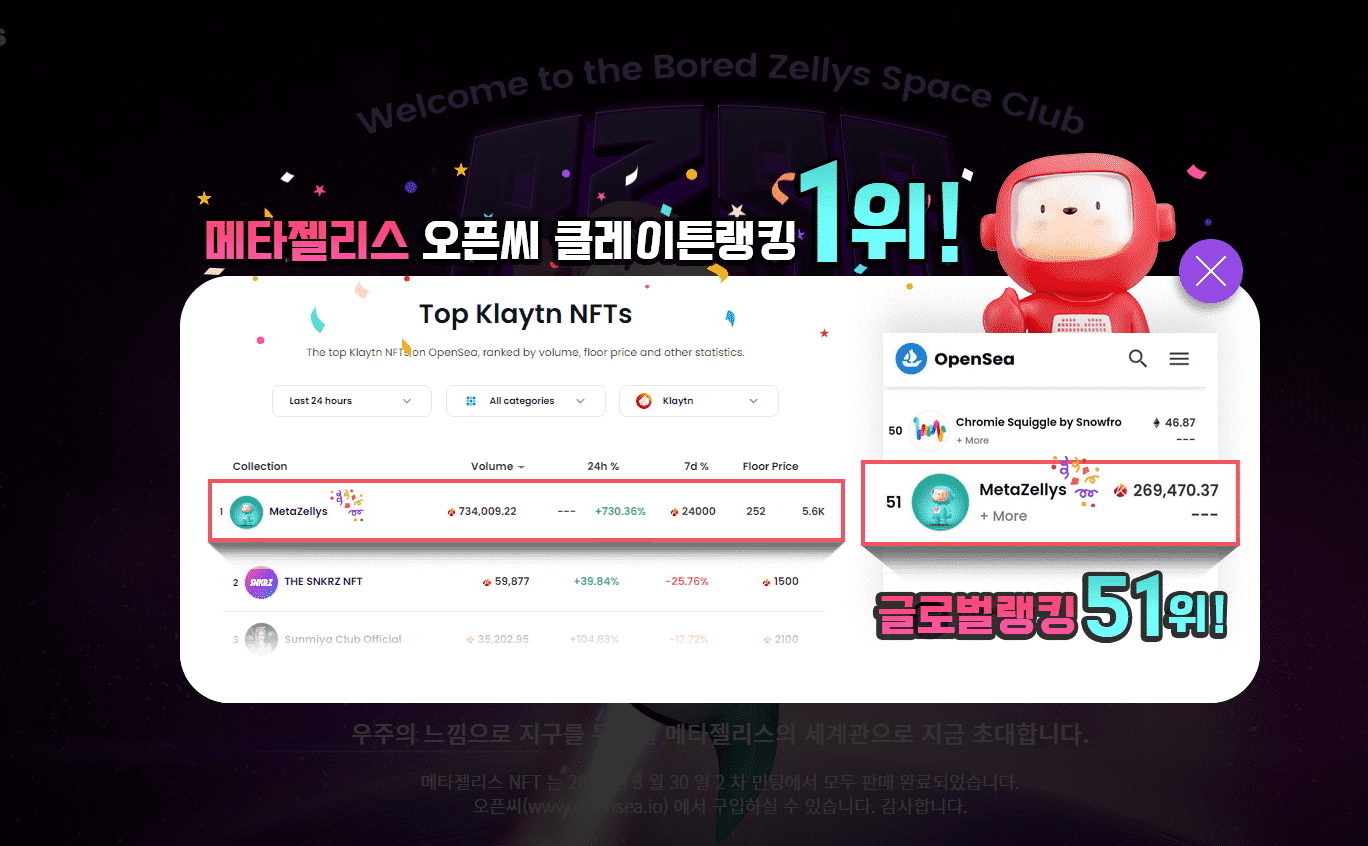 s
Welcome to the Bored Zellys Space Club
메타젤리스 오픈씨 클레이튼랭킹 1위!
Top Klaytn NFTs
The top Klaytn NFTs on OpenSea, ranked by volume, floor price and other statistics.
Last 24 hours All categories Klaytn
Collection Volume 24h % 7d % Floor Price
1 MetaZellys 734,009.22 --- +730.36% 24000 252 5.6K
2 SNKRZ THE SNKRZ NFT 59,877 +39.84% -25.76% 1500
3 Sunmiya Club Official 35,202.95 +104.83% -17.72% 2100
OpenSea
50 Chromie Squiggle by Snowfro 46.87
+ More ---
51 MetaZellys 269,470.37
+ More ---
글로벌랭킹 51위!
우주의 느낌으로 지구를 메타젤리스의 세계관으로 지금 초대합니다.
메타젤리스 NFT 는 3 월 30 일 2 차 민팅에서 모두 판매 완료되었습니다.
오픈씨(www.opensea.io) 에서 구입하실 수 있습니다. 감사합니다.